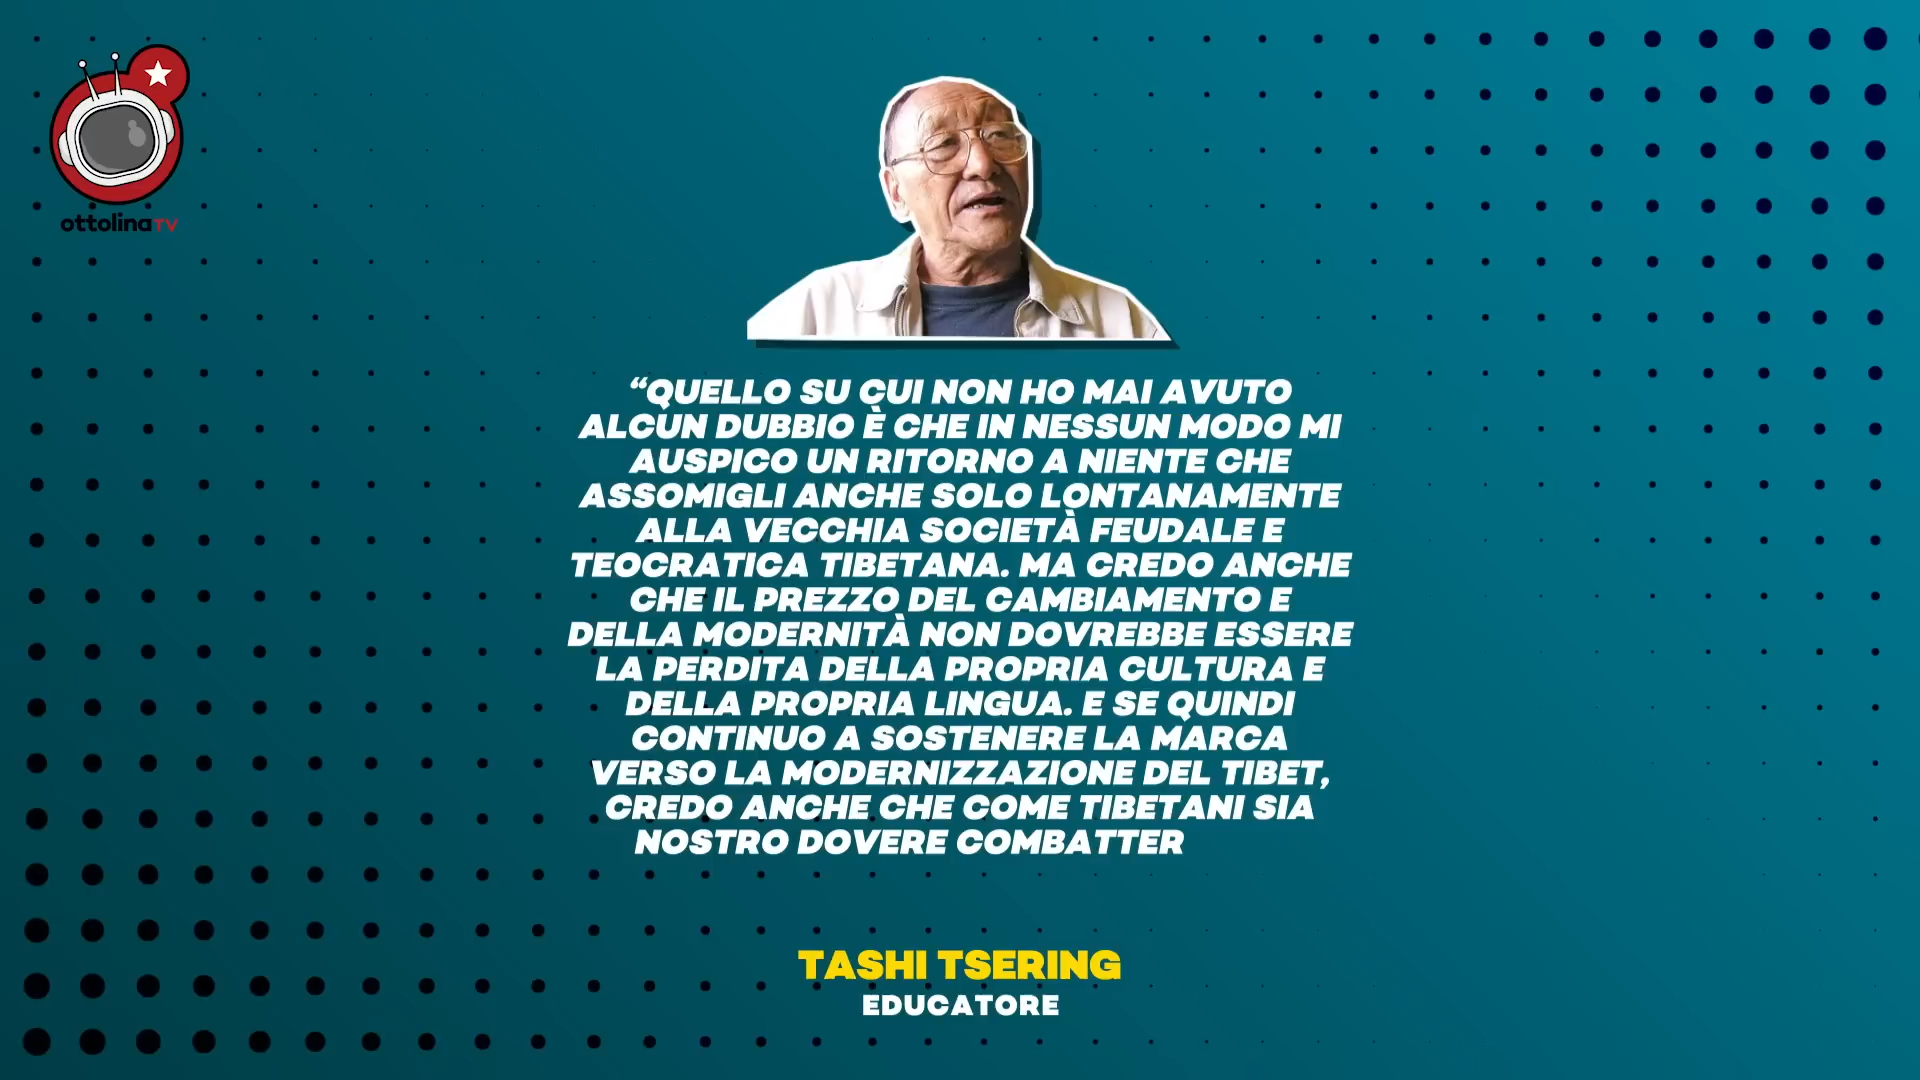 ottolinaTV
“QUELLO SU CUI NON HO MAI AVUTO
ALCUN DUBBIO È CHE IN NESSUN MODO MI
AUSPICO UN RITORNO A NIENTE CHE
ASSOMIGLI ANCHE SOLO LONTANAMENTE
ALLA VECCHIA SOCIETÀ FEUDALE E
TEOCRATICA TIBETANA. MA CREDO ANCHE
CHE IL PREZZO DEL CAMBIAMENTO E
DELLA MODERNITÀ NON DOVREBBE ESSERE
LA PERDITA DELLA PROPRIA CULTURA E
DELLA PROPRIA LINGUA. E SE QUINDI
CONTINUO A SOSTENERE LA MARCA
VERSO LA MODERNIZZAZIONE DEL TIBET,
CREDO ANCHE CHE COME TIBETANI SIA
NOSTRO DOVERE COMBATTER
TASHI TSERING
EDUCATORE